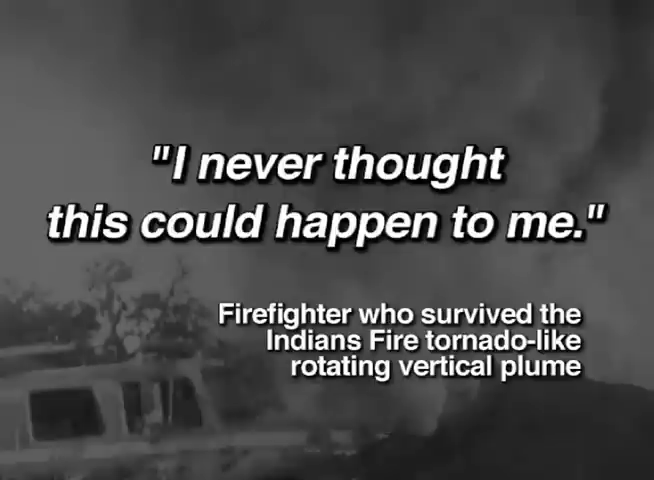 "I never thought
this could happen to me."
Firefighter who survived the
Indians Fire tornado-like
rotating vertical plume